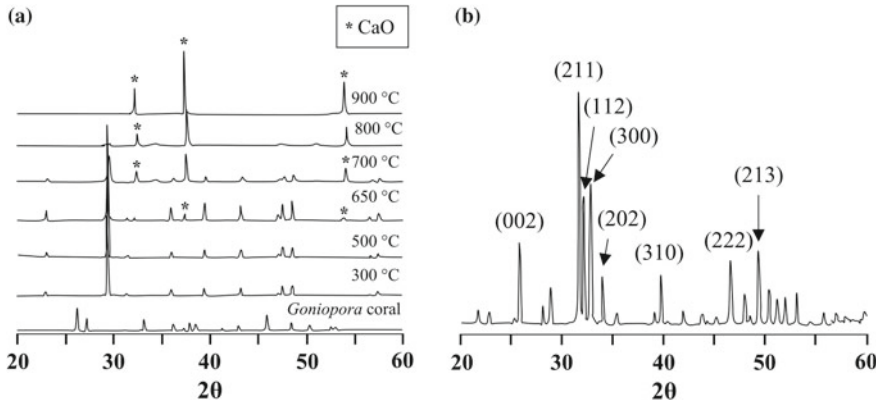 (a)
* CaO
*
*
*
900 °C
*
800 °C
*
*
700 °C
*
*
650 °C
500 °C
300 °C
Goniopora coral
20 30 40 50 60
2θ
(b)
(211)
(112)
(300)
(213)
(002)
(202)
(310)
(222)
20 30 40 50 60
2θ